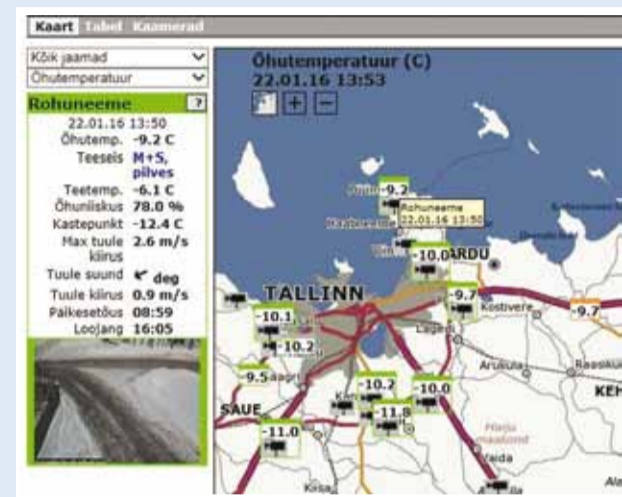 Kaart Tabel Kaamerad
Kõik jaamad
Õhutemperatuur
Rohuneeme ?
22.01.16 13:50
Õhutemp. -9.2 C
Teeseis M+S,
pilves
Teetemp. -6.1 C
Õhuniiskus 78.0 %
Kastepunkt -12.4 C
Max tuule 2.6 m/s
kiirus
Tuule suund deg
Tuule kiirus 0.9 m/s
Päikesetõus 08:59
Loojang 16:05
Õhutemperatuur (C)
22.01.16 13:53
+ −
-9.2
Rohuneeme
22.01.16 13:50
Haabneeme
-10.0 ARDU
TALLINN
-9.7
Kostivere
-9.7
-10.1
Lagedi
-10.2
Aruküla
Raasiku
-9.5
-10.2
-10.0
KEH
SAUE
-11.8
-11.0
Harju
maakond
Vaida
Kiisa